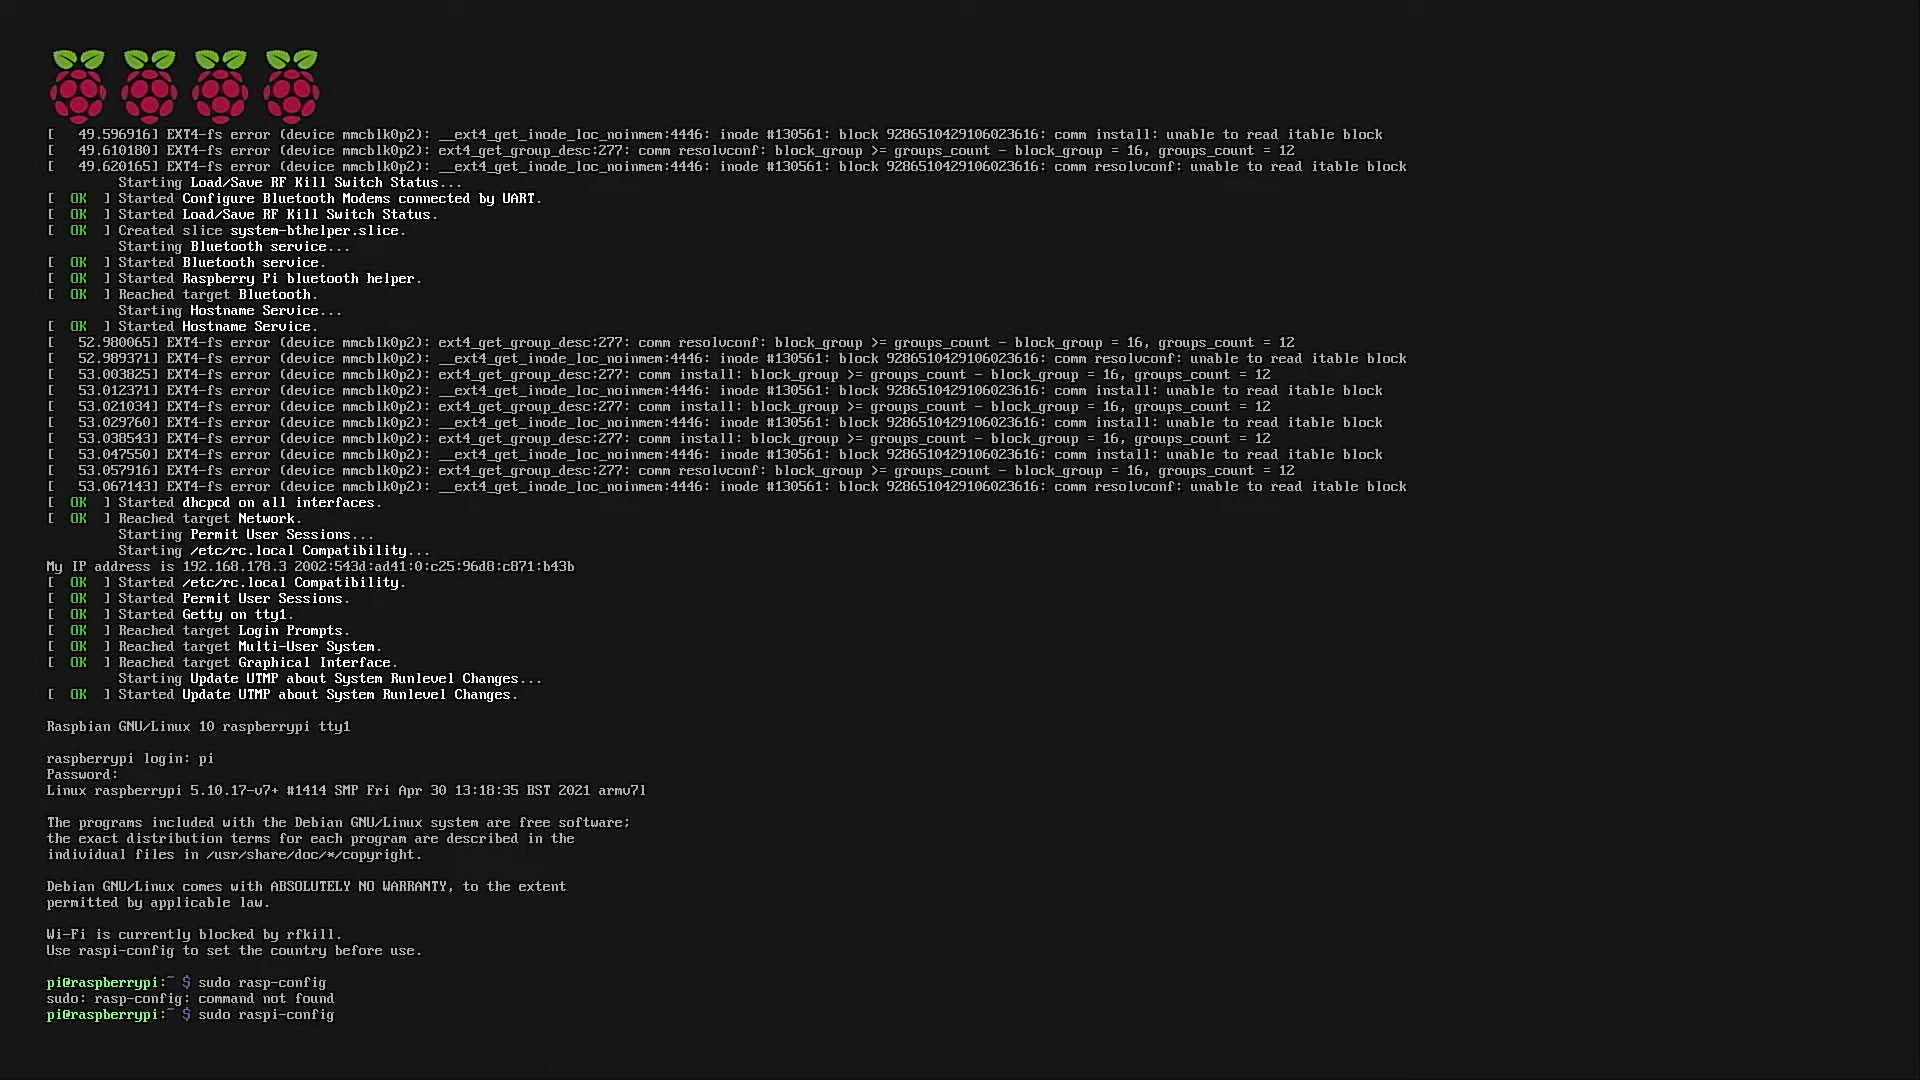 [   49.596916] EXT4-fs error (device mmcblk0p2): __ext4_get_inode_loc_noinmem:4446: inode #130561: block 9286510429106023616: comm install: unable to read itable block
[   49.610180] EXT4-fs error (device mmcblk0p2): ext4_get_group_desc:277: comm resolvconf: block_group >= groups_count - block_group = 16, groups_count = 12
[   49.620165] EXT4-fs error (device mmcblk0p2): __ext4_get_inode_loc_noinmem:4446: inode #130561: block 9286510429106023616: comm resolvconf: unable to read itable block
         Starting Load/Save RF Kill Switch Status...
[  OK  ] Started Configure Bluetooth Modems connected by UART.
[  OK  ] Started Load/Save RF Kill Switch Status.
[  OK  ] Created slice system-bthelper.slice.
         Starting Bluetooth service...
[  OK  ] Started Bluetooth service.
[  OK  ] Started Raspberry Pi bluetooth helper.
[  OK  ] Reached target Bluetooth.
         Starting Hostname Service...
[  OK  ] Started Hostname Service.
[   52.980065] EXT4-fs error (device mmcblk0p2): ext4_get_group_desc:277: comm resolvconf: block_group >= groups_count - block_group = 16, groups_count = 12
[   52.989371] EXT4-fs error (device mmcblk0p2): __ext4_get_inode_loc_noinmem:4446: inode #130561: block 9286510429106023616: comm resolvconf: unable to read itable block
[   53.003825] EXT4-fs error (device mmcblk0p2): ext4_get_group_desc:277: comm install: block_group >= groups_count - block_group = 16, groups_count = 12
[   53.012371] EXT4-fs error (device mmcblk0p2): __ext4_get_inode_loc_noinmem:4446: inode #130561: block 9286510429106023616: comm install: unable to read itable block
[   53.021034] EXT4-fs error (device mmcblk0p2): ext4_get_group_desc:277: comm install: block_group >= groups_count - block_group = 16, groups_count = 12
[   53.029760] EXT4-fs error (device mmcblk0p2): __ext4_get_inode_loc_noinmem:4446: inode #130561: block 9286510429106023616: comm install: unable to read itable block
[   53.038543] EXT4-fs error (device mmcblk0p2): ext4_get_group_desc:277: comm install: block_group >= groups_count - block_group = 16, groups_count = 12
[   53.047550] EXT4-fs error (device mmcblk0p2): __ext4_get_inode_loc_noinmem:4446: inode #130561: block 9286510429106023616: comm install: unable to read itable block
[   53.057916] EXT4-fs error (device mmcblk0p2): ext4_get_group_desc:277: comm resolvconf: block_group >= groups_count - block_group = 16, groups_count = 12
[   53.067143] EXT4-fs error (device mmcblk0p2): __ext4_get_inode_loc_noinmem:4446: inode #130561: block 9286510429106023616: comm resolvconf: unable to read itable block
[  OK  ] Started dhcpcd on all interfaces.
[  OK  ] Reached target Network.
         Starting Permit User Sessions...
         Starting /etc/rc.local Compatibility...
My IP address is 192.168.178.3 2002:543d:ad41:0:c25:96d8:c871:b43b
[  OK  ] Started /etc/rc.local Compatibility.
[  OK  ] Started Permit User Sessions.
[  OK  ] Started Getty on tty1.
[  OK  ] Reached target Login Prompts.
[  OK  ] Reached target Multi-User System.
[  OK  ] Reached target Graphical Interface.
         Starting Update UTMP about System Runlevel Changes...
[  OK  ] Started Update UTMP about System Runlevel Changes.
Raspbian GNU/Linux 10 raspberrypi tty1
raspberrypi login: pi
Password:
Linux raspberrypi 5.10.17-v7+ #1414 SMP Fri Apr 30 13:18:35 BST 2021 armv7l
The programs included with the Debian GNU/Linux system are free software;
the exact distribution terms for each program are described in the
individual files in /usr/share/doc/*/copyright.
Debian GNU/Linux comes with ABSOLUTELY NO WARRANTY, to the extent
permitted by applicable law.
Wi-Fi is currently blocked by rfkill.
Use raspi-config to set the country before use.
pi@raspberrypi:~ $ sudo rasp-config
sudo: rasp-config: command not found
pi@raspberrypi:~ $ sudo raspi-config